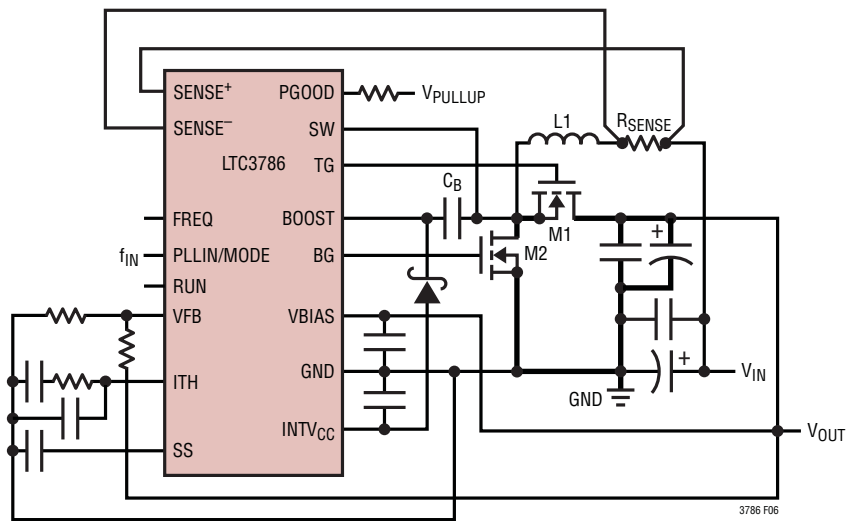 SENSE+
SENSE–
LTC3786
FREQ
PLLIN/MODE
RUN
VFB
ITH
SS
PGOOD
SW
TG
BOOST
BG
VBIAS
GND
INTVCC
fIN
VPULLUP
L1
RSENSE
CB
M1
M2
+
+
GND
VIN
VOUT
3786 F06